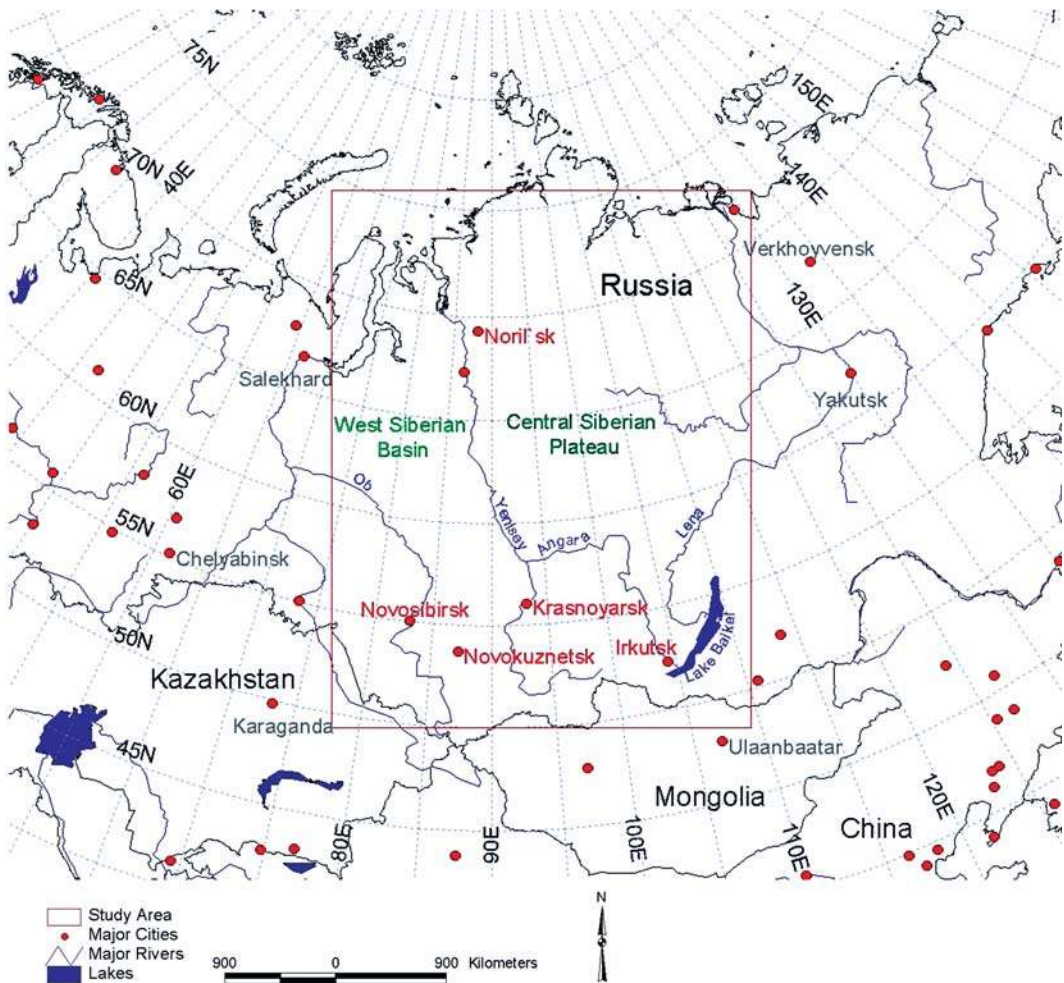 75N
150E
70N
40E
140E
Verkhoyvensk
65N
Russia
130E
Noril`sk
Salekhard
Yakutsk
60N
West Siberian
Basin
Central Siberian
Plateau
60E
Ob
Yenisay
Angara
Lena
55N
Chelyabinsk
Novosibirsk
Krasnoyarsk
50N
Novokuznetsk
Irkutsk
Lake Baikel
Kazakhstan
Karaganda
45N
Ulaanbaatar
Mongolia
120E
China
80E
90E
100E
110E
Study Area
Major Cities
Major Rivers
Lakes
900 0 900 Kilometers
N